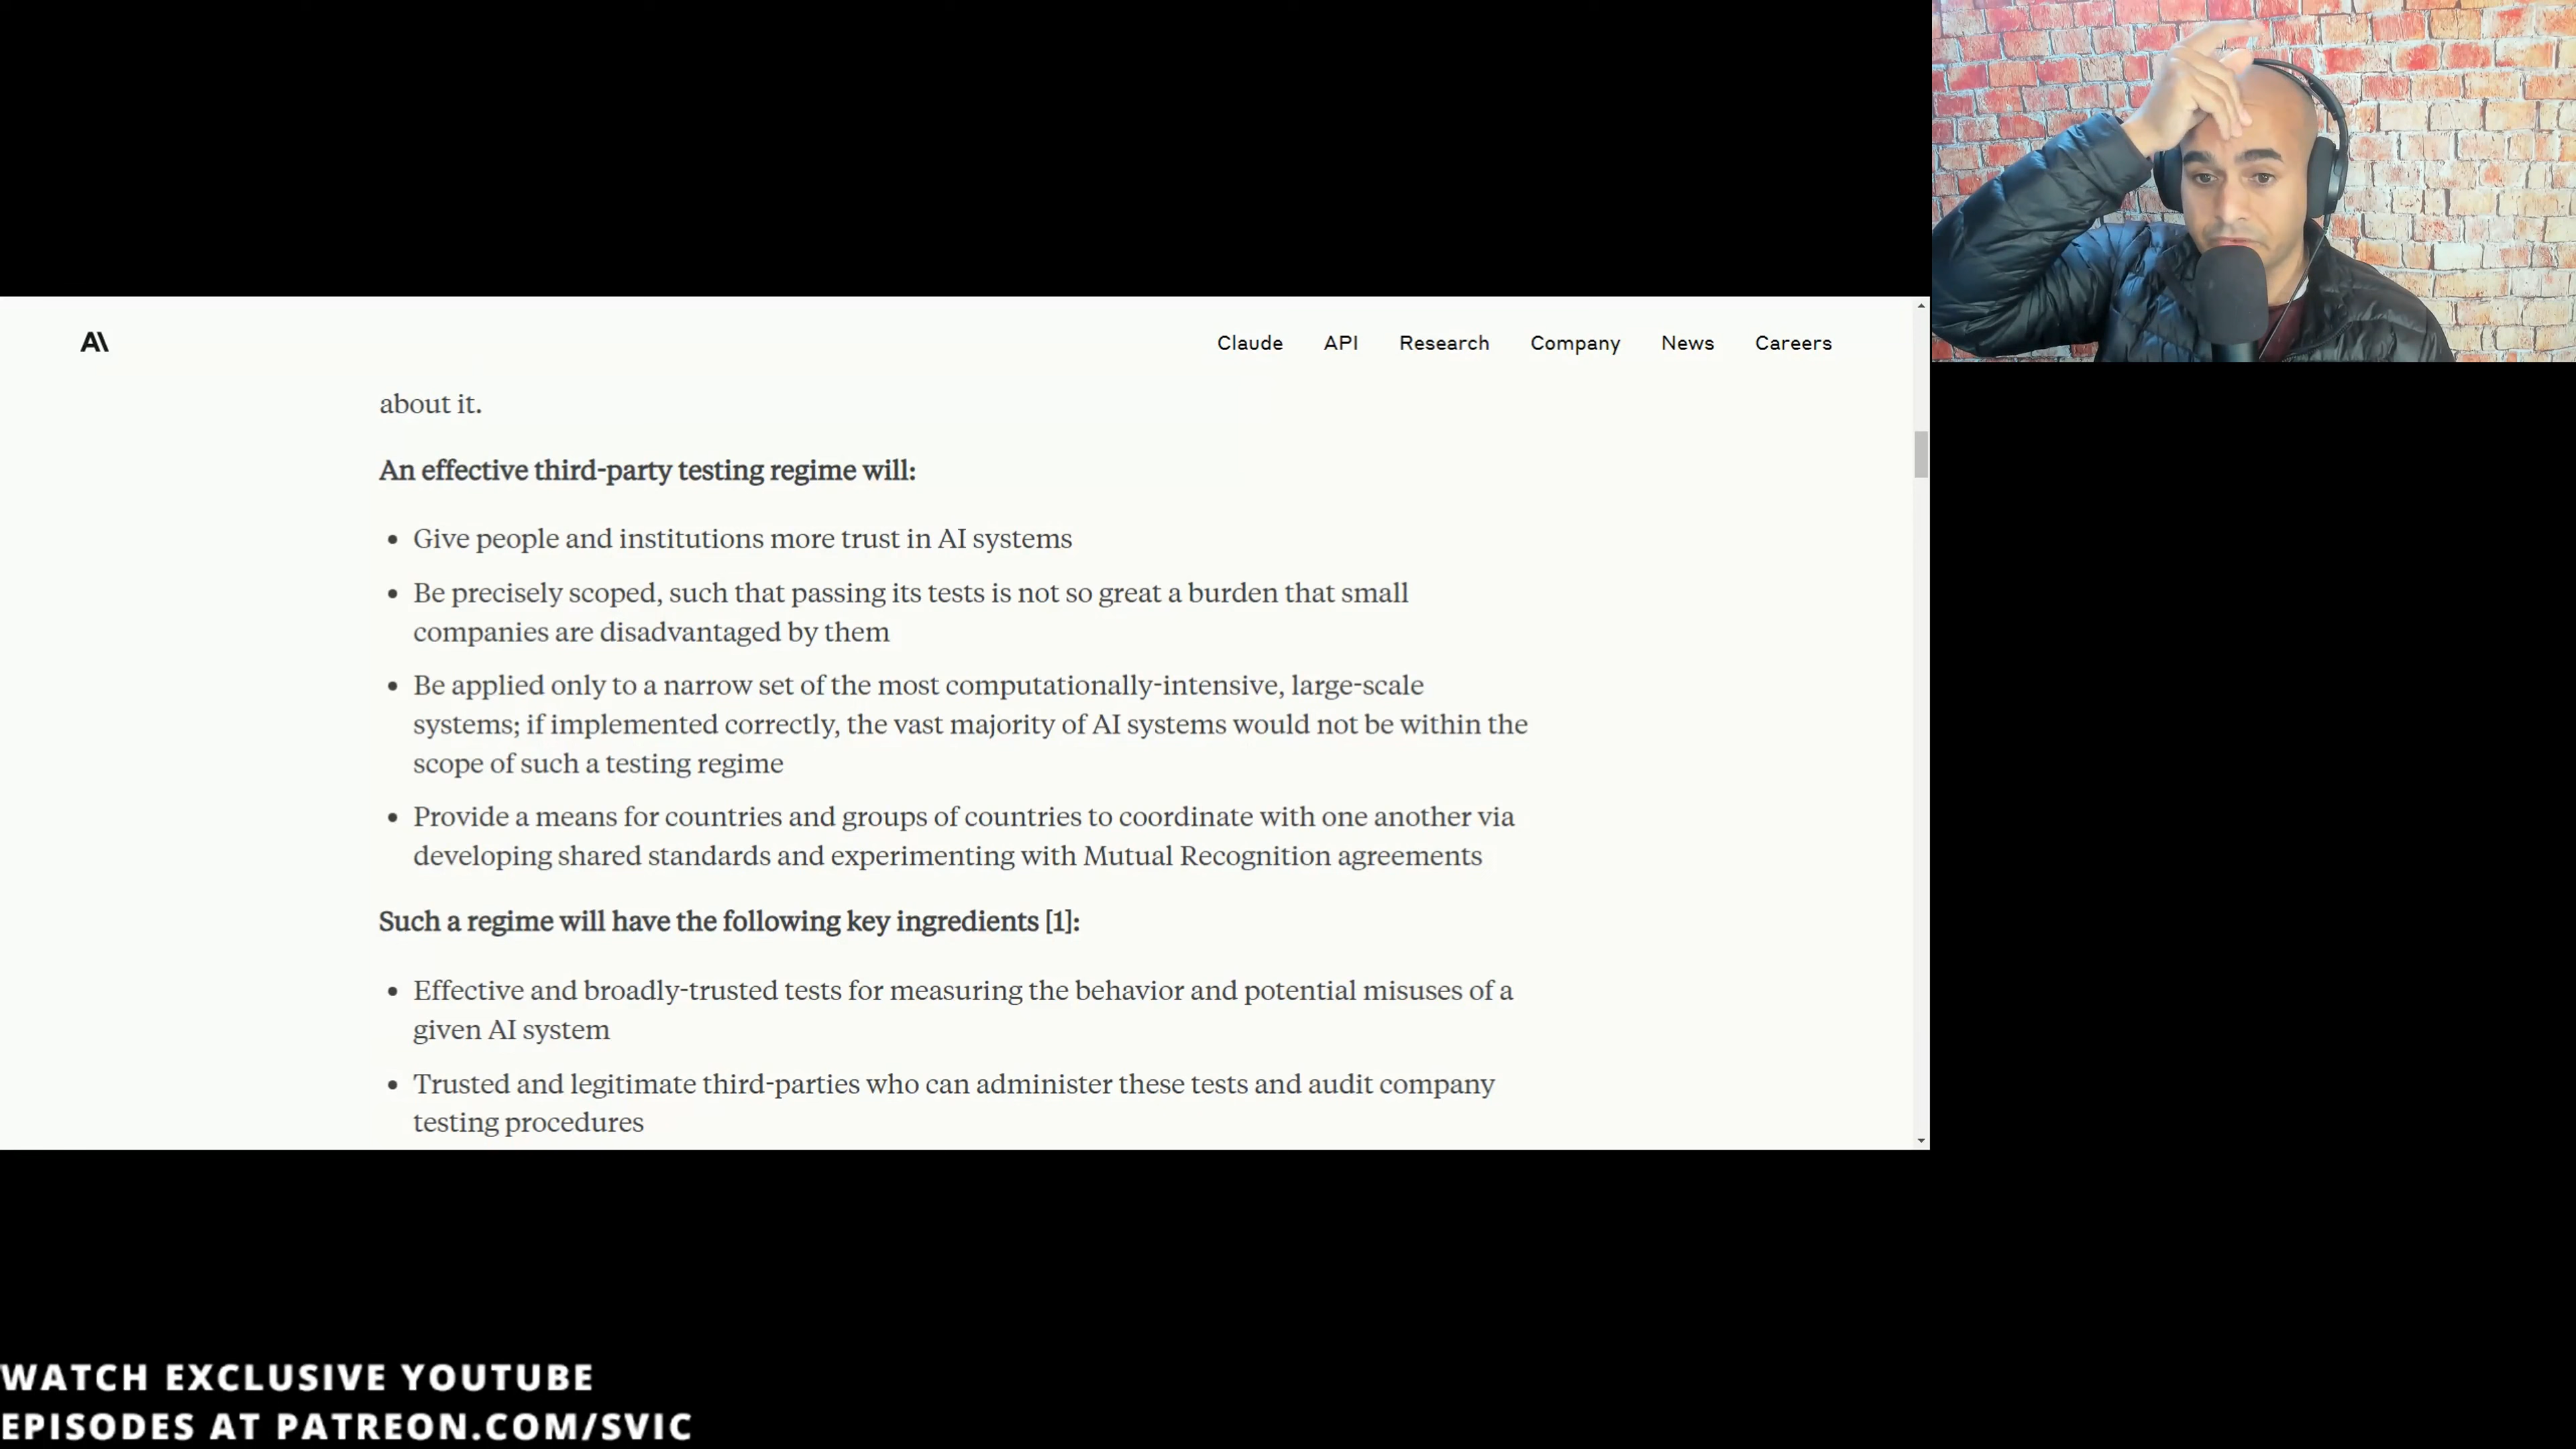 A\
Claude API Research Company News Careers
about it.
An effective third-party testing regime will:
• Give people and institutions more trust in AI systems
• Be precisely scoped, such that passing its tests is not so great a burden that small
companies are disadvantaged by them
• Be applied only to a narrow set of the most computationally-intensive, large-scale
systems; if implemented correctly, the vast majority of AI systems would not be within the
scope of such a testing regime
• Provide a means for countries and groups of countries to coordinate with one another via
developing shared standards and experimenting with Mutual Recognition agreements
Such a regime will have the following key ingredients [1]:
• Effective and broadly-trusted tests for measuring the behavior and potential misuses of a
given AI system
• Trusted and legitimate third-parties who can administer these tests and audit company
testing procedures
WATCH EXCLUSIVE YOUTUBE
EPISODES AT PATREON.COM/SVIC